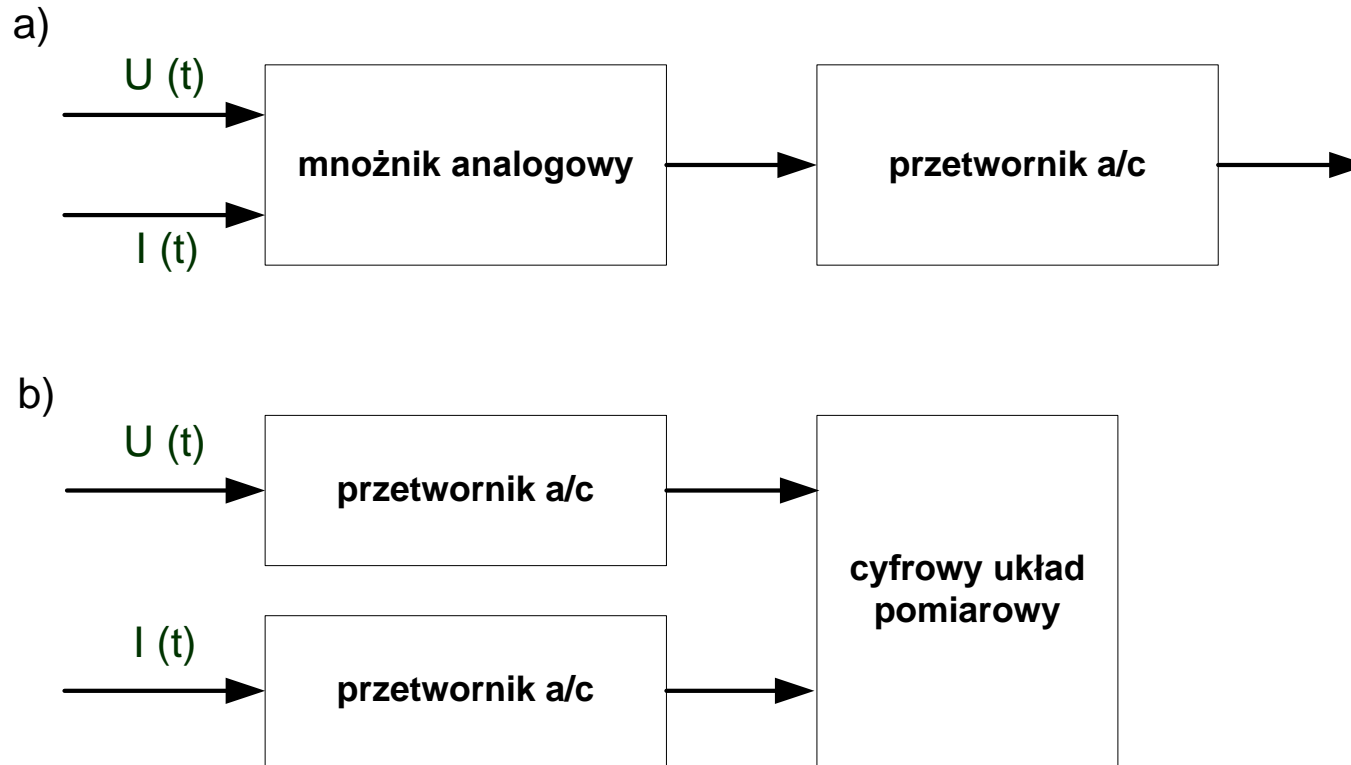 a)
U (t)
I (t)
mnożnik analogowy
przetwornik a/c
b)
U (t)
przetwornik a/c
I (t)
przetwornik a/c
cyfrowy układ
pomiarowy